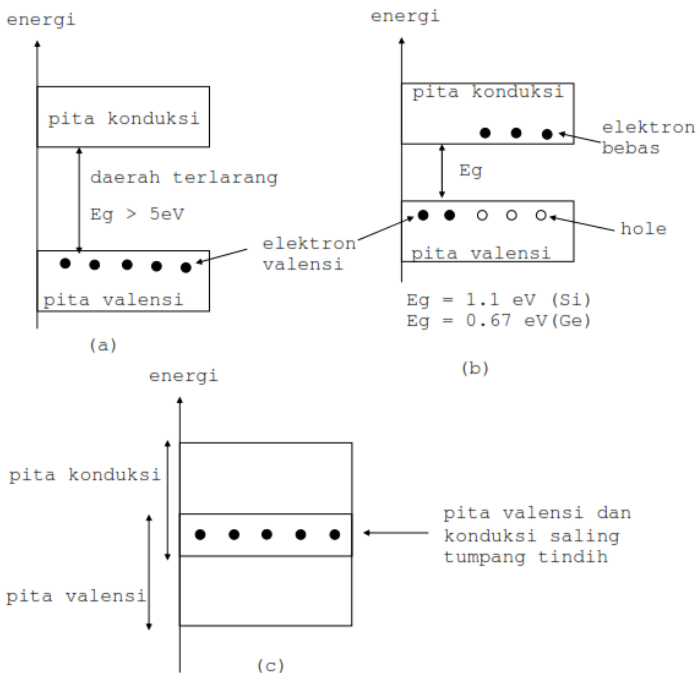 energi
pita konduksi
daerah terlarang
Eg > 5eV
elektron
valensi
pita valensi
(a)
energi
pita konduksi
elektron
bebas
Eg
hole
pita valensi
Eg = 1.1 eV (Si)
Eg = 0.67 eV(Ge)
(b)
energi
pita konduksi
pita valensi dan
konduksi saling
tumpang tindih
pita valensi
(c)